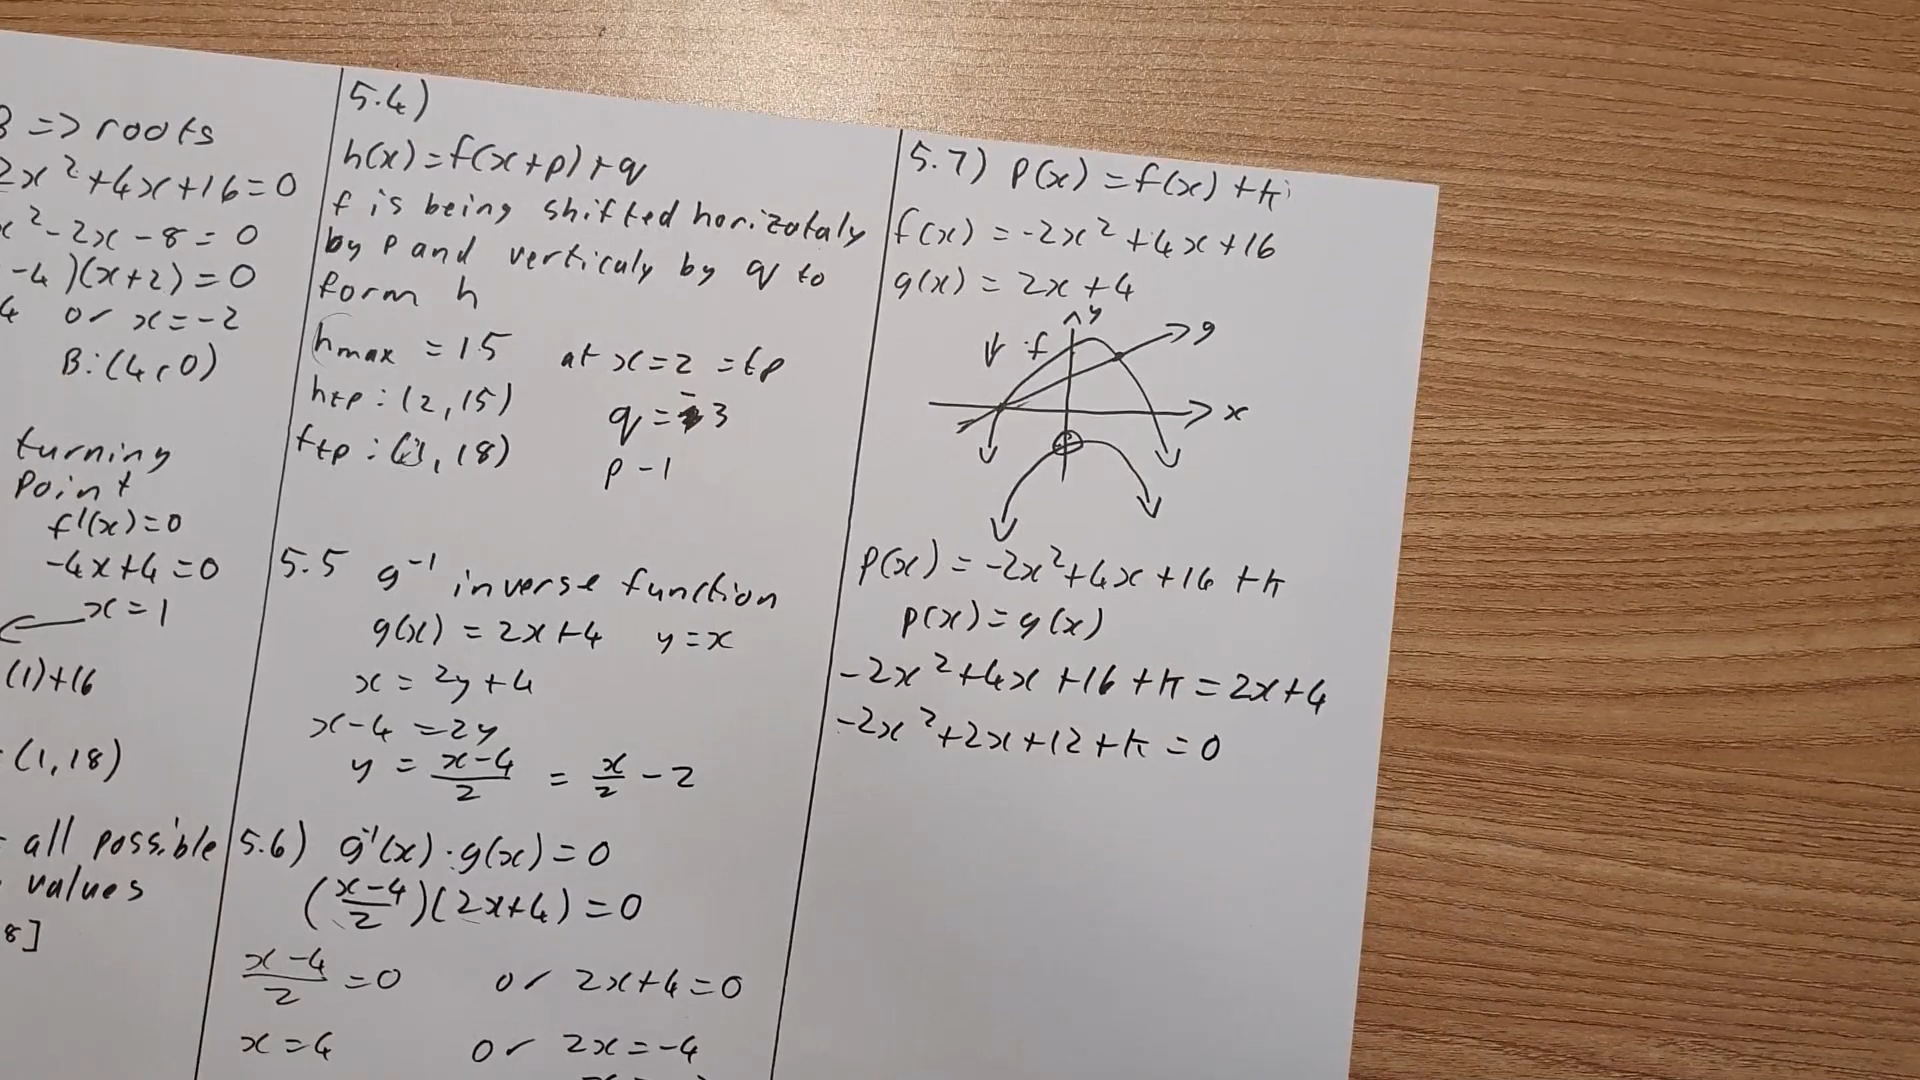 => roots
2x² + 4x + 16 = 0
x² - 2x - 8 = 0
-4)(x+2) = 0
4 or x = -2
B: (4, 0)
turning
Point
f'(x) = 0
-4x + 4 = 0
x = 1
(1) + 16
(1, 18)
all possible
values
8]
5.4)
h(x) = f(x + p) + q
f is being shifted horizotaly
by p and verticuly by q to
form h
hmax = 15 at x = 2 = tp
htp : (2, 15)
q = -3
ftp : (1, 18)
p - 1
5.5 g⁻¹ inverse function
g(x) = 2x + 4 y = x
x = 2y + 4
x - 4 = 2y
y = (x-4)/2 = x/2 - 2
5.6) g⁻¹(x) · g(x) = 0
((x-4)/2)(2x+4) = 0
(x-4)/2 = 0 or 2x + 4 = 0
x = 4 or 2x = -4
5.7) p(x) = f(x) + k
f(x) = -2x² + 4x + 16
g(x) = 2x + 4
y
g
f
x
p(x) = -2x² + 4x + 16 + k
p(x) = g(x)
-2x² + 4x + 16 + k = 2x + 4
-2x² + 2x + 12 + k = 0